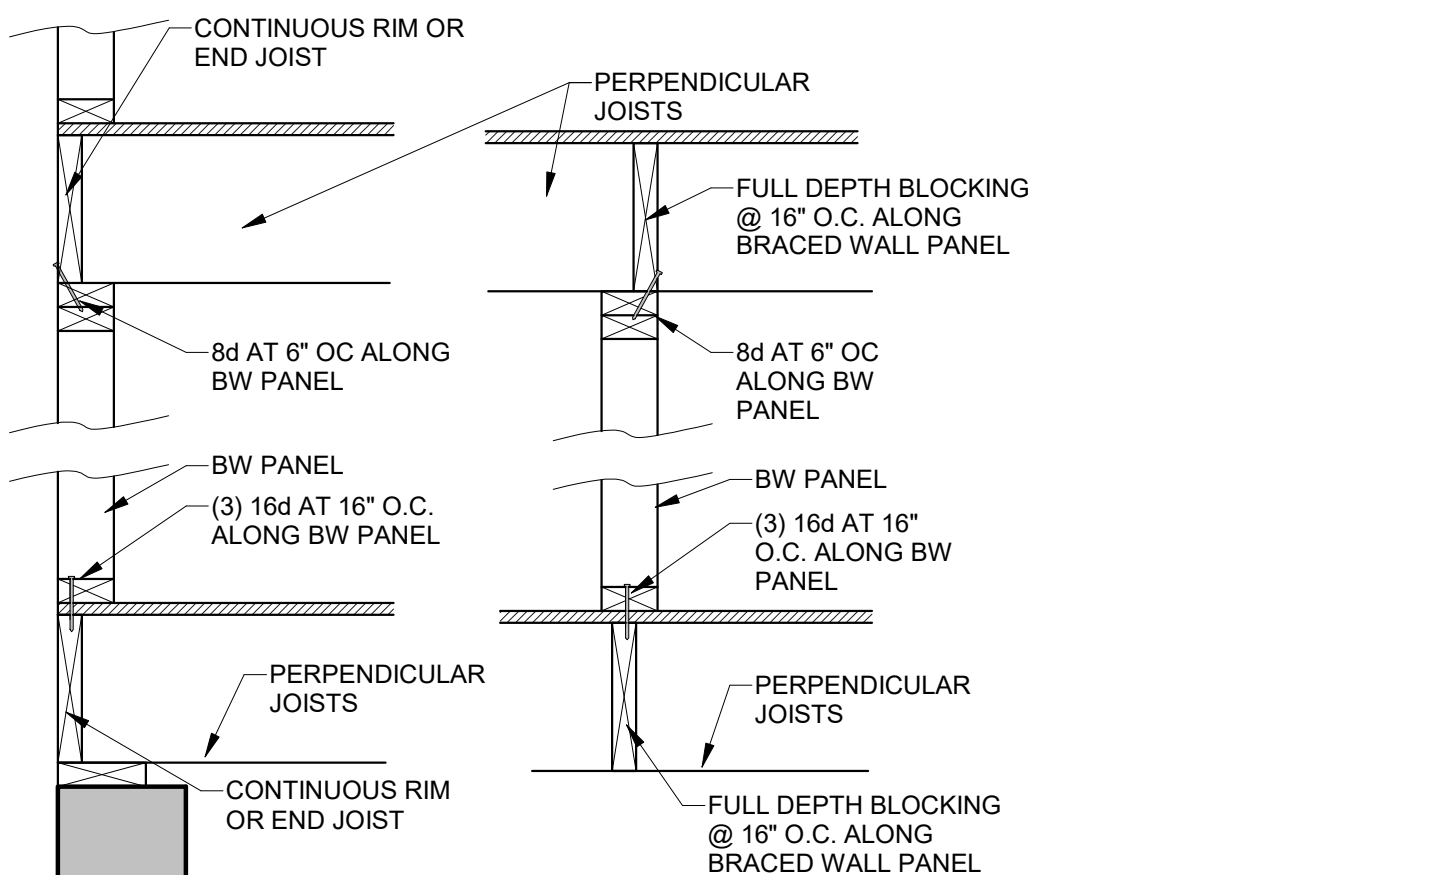 CONTINUOUS RIM OR
END JOIST
PERPENDICULAR
JOISTS
FULL DEPTH BLOCKING
@ 16" O.C. ALONG
BRACED WALL PANEL
8d AT 6" OC ALONG
BW PANEL
8d AT 6" OC
ALONG BW
PANEL
BW PANEL
(3) 16d AT 16" O.C.
ALONG BW PANEL
BW PANEL
(3) 16d AT 16"
O.C. ALONG BW
PANEL
PERPENDICULAR
JOISTS
PERPENDICULAR
JOISTS
CONTINUOUS RIM
OR END JOIST
FULL DEPTH BLOCKING
@ 16" O.C. ALONG
BRACED WALL PANEL